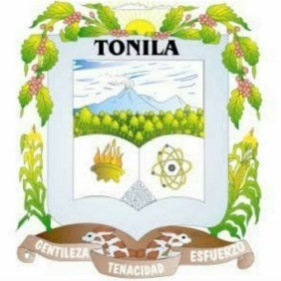 TONILA
GENTILEZA
TENACIDAD
ESFUERZO